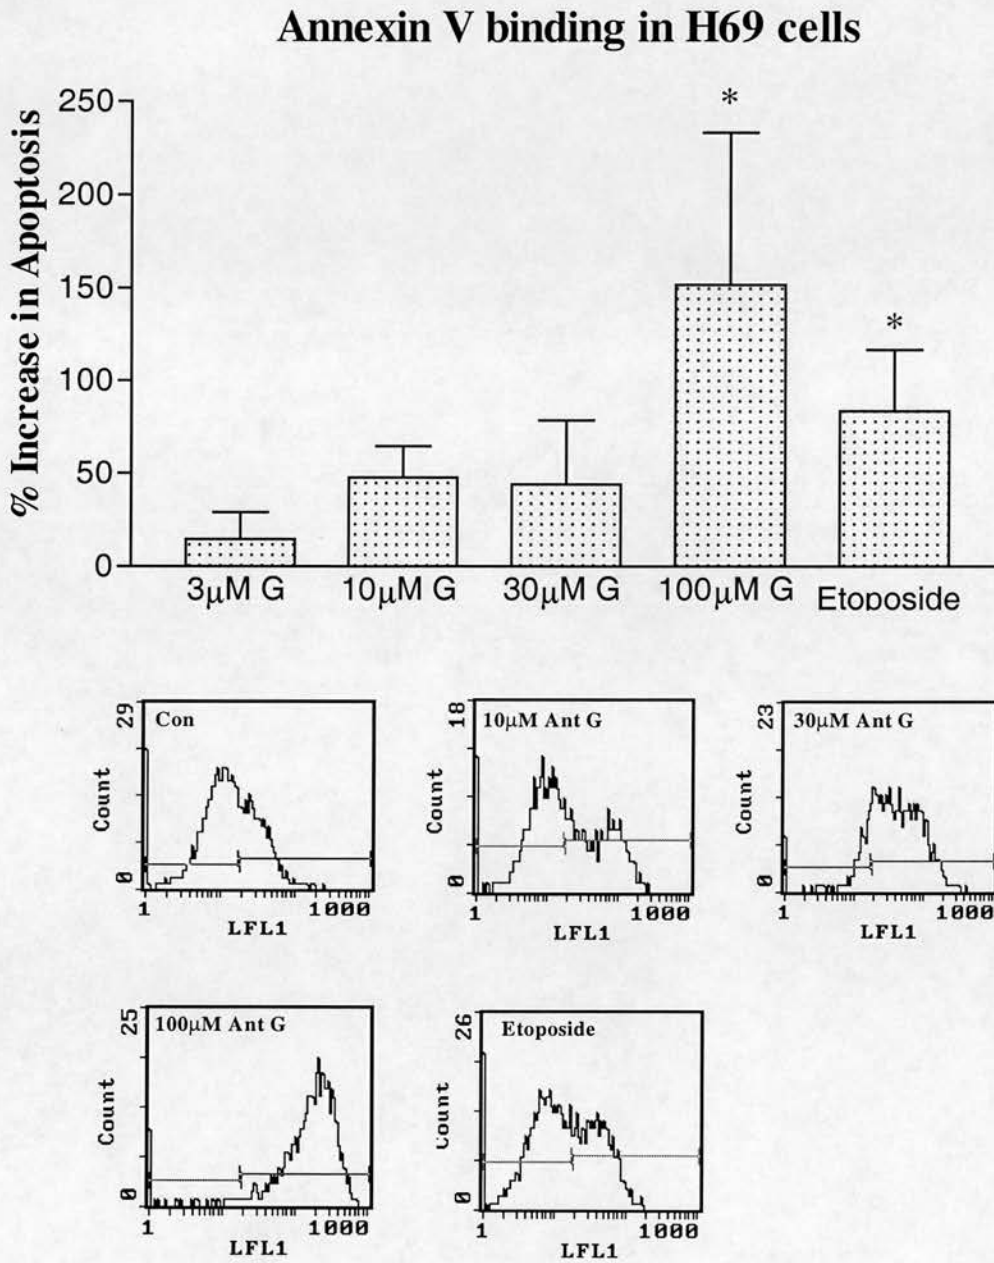 Annexin V binding in H69 cells
% Increase in Apoptosis
250
200
150
100
50
0
*
*
3µM G
10µM G
30µM G
100µM G
Etoposide
29
Con
Count
0
1
1000
LFL1
18
10µM Ant G
Count
0
1
1000
LFL1
23
30µM Ant G
Count
0
1
1000
LFL1
25
100µM Ant G
Count
0
1
1000
LFL1
26
Etoposide
Count
0
1
1000
LFL1